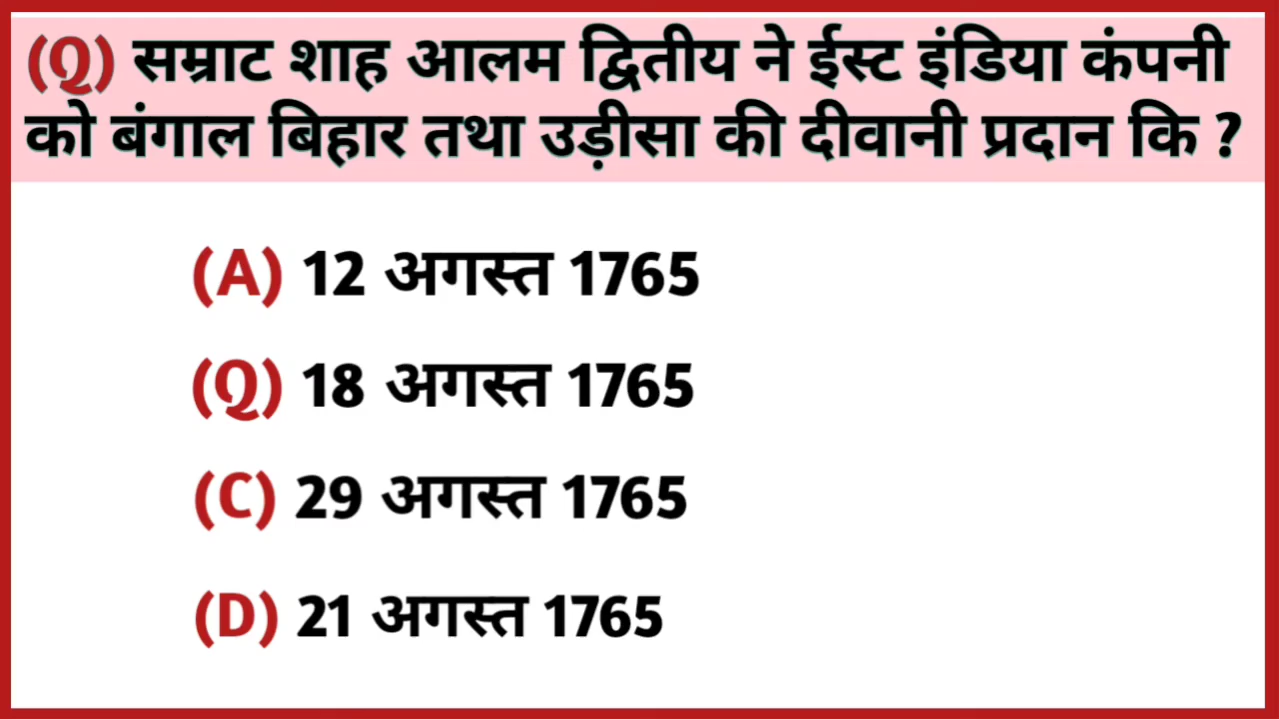 (Q) सम्राट शाह आलम द्वितीय ने ईस्ट इंडिया कंपनी
को बंगाल बिहार तथा उड़ीसा की दीवानी प्रदान कि ?
(A) 12 अगस्त 1765
(Q) 18 अगस्त 1765
(C) 29 अगस्त 1765
(D) 21 अगस्त 1765